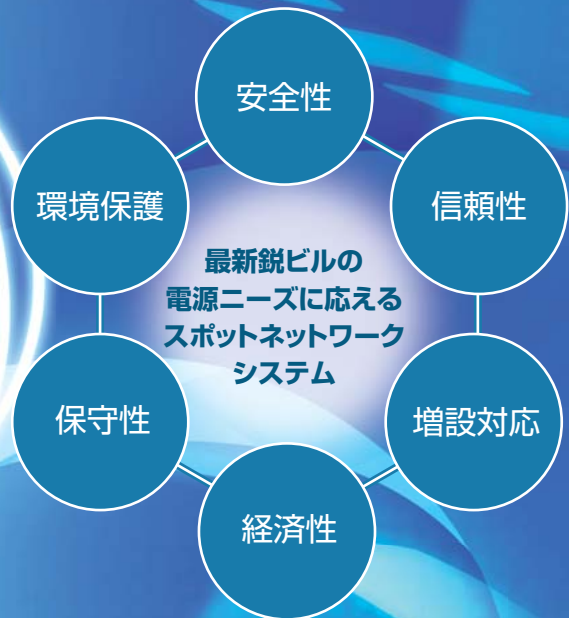 安全性
環境保護
信頼性
最新鋭ビルの
電源ニーズに応える
スポットネットワーク
システム
保守性
増設対応
経済性